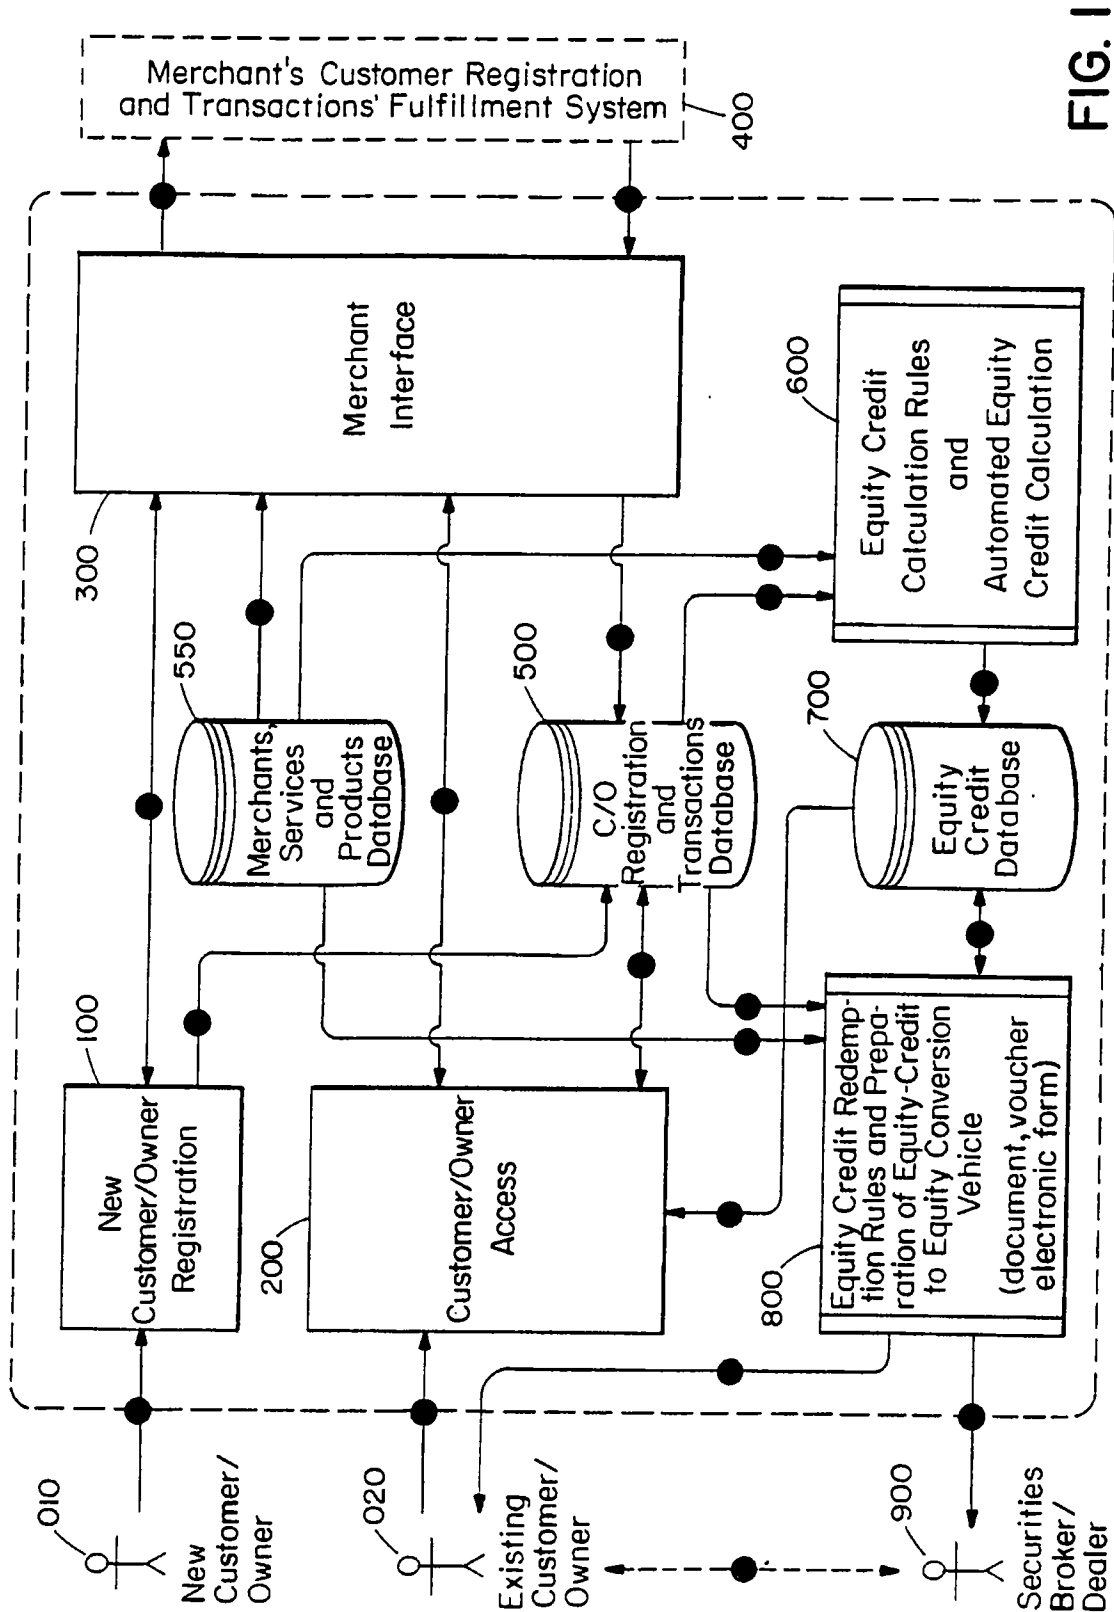 Merchant's Customer Registration
and Transactions' Fulfillment System
400
300
Merchant
Interface
550
Merchants,
Services
and
Products
Database
500
C/O
Registration
and
Transactions
Database
600
Equity Credit
Calculation Rules
and
Automated Equity
Credit Calculation
700
Equity
Credit
Database
100
New
Customer/Owner
Registration
200
Customer/Owner
Access
800
Equity Credit Redemp-
tion Rules and Prepa-
ration of Equity-Credit
to Equity Conversion
Vehicle
(document, voucher
electronic form)
010
New
Customer/
Owner
020
Existing
Customer/
Owner
900
Securities
Broker/
Dealer
FIG. 1